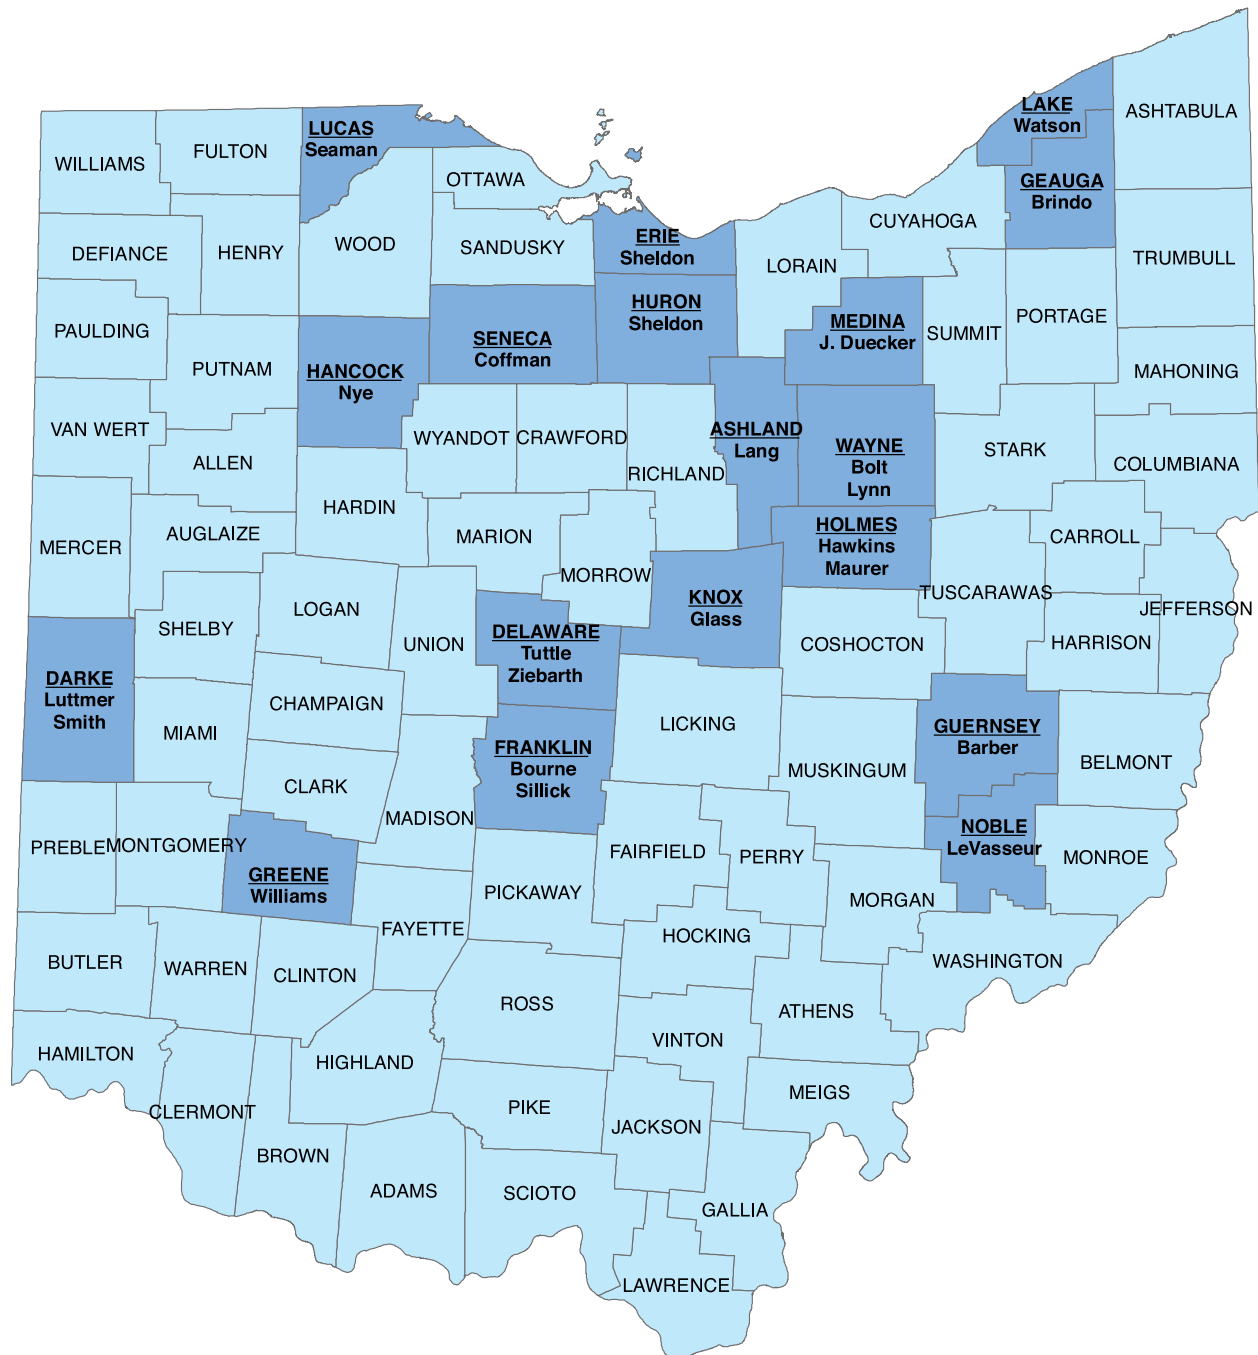 LAKE
Watson
ASHTABULA
LUCAS
Seaman
FULTON
WILLIAMS
OTTAWA
GEAUGA
Brindo
CUYAHOGA
ERIE
Sheldon
WOOD
SANDUSKY
HENRY
DEFIANCE
LORAIN
TRUMBULL
HURON
Sheldon
MEDINA
J. Duecker
SUMMIT
PORTAGE
PAULDING
SENECA
Coffman
PUTNAM
HANCOCK
Nye
MAHONING
VAN WERT
WYANDOT
CRAWFORD
ASHLAND
Lang
WAYNE
Bolt
Lynn
STARK
COLUMBIANA
ALLEN
RICHLAND
HARDIN
AUGLAIZE
MARION
HOLMES
Hawkins
Maurer
CARROLL
MERCER
MORROW
TUSCARAWAS
JEFFERSON
LOGAN
KNOX
Glass
SHELBY
UNION
DELAWARE
Tuttle
Ziebarth
COSHOCTON
HARRISON
DARKE
Luttmer
Smith
CHAMPAIGN
MIAMI
LICKING
GUERNSEY
Barber
FRANKLIN
Bourne
Sillick
MUSKINGUM
BELMONT
CLARK
MADISON
NOBLE
LeVasseur
PREBLE
MONTGOMERY
FAIRFIELD
PERRY
MONROE
GREENE
Williams
PICKAWAY
MORGAN
FAYETTE
HOCKING
BUTLER
WARREN
CLINTON
WASHINGTON
ROSS
ATHENS
HAMILTON
HIGHLAND
VINTON
MEIGS
CLERMONT
PIKE
JACKSON
BROWN
ADAMS
SCIOTO
GALLIA
LAWRENCE